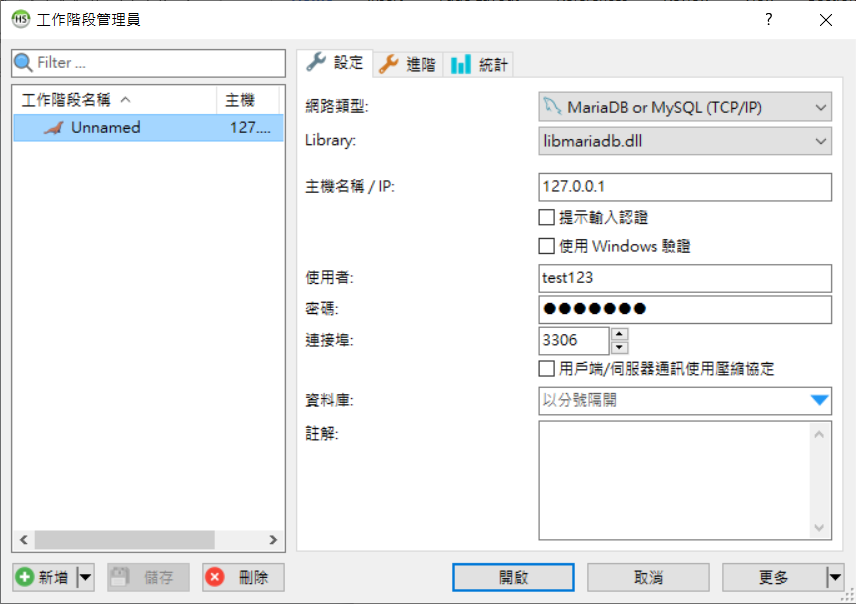 HS 工作階段管理員 ?
Filter ...
工作階段名稱 主機
Unnamed 127....
設定 進階 統計
網路類型: MariaDB or MySQL (TCP/IP)
Library: libmariadb.dll
主機名稱 / IP: 127.0.0.1
提示輸入認證
使用 Windows 驗證
使用者: test123
密碼: ●●●●●●●
連接埠: 3306
用戶端/伺服器通訊使用壓縮協定
資料庫: 以分號隔開
註解:
新增 儲存 刪除 開啟 取消 更多